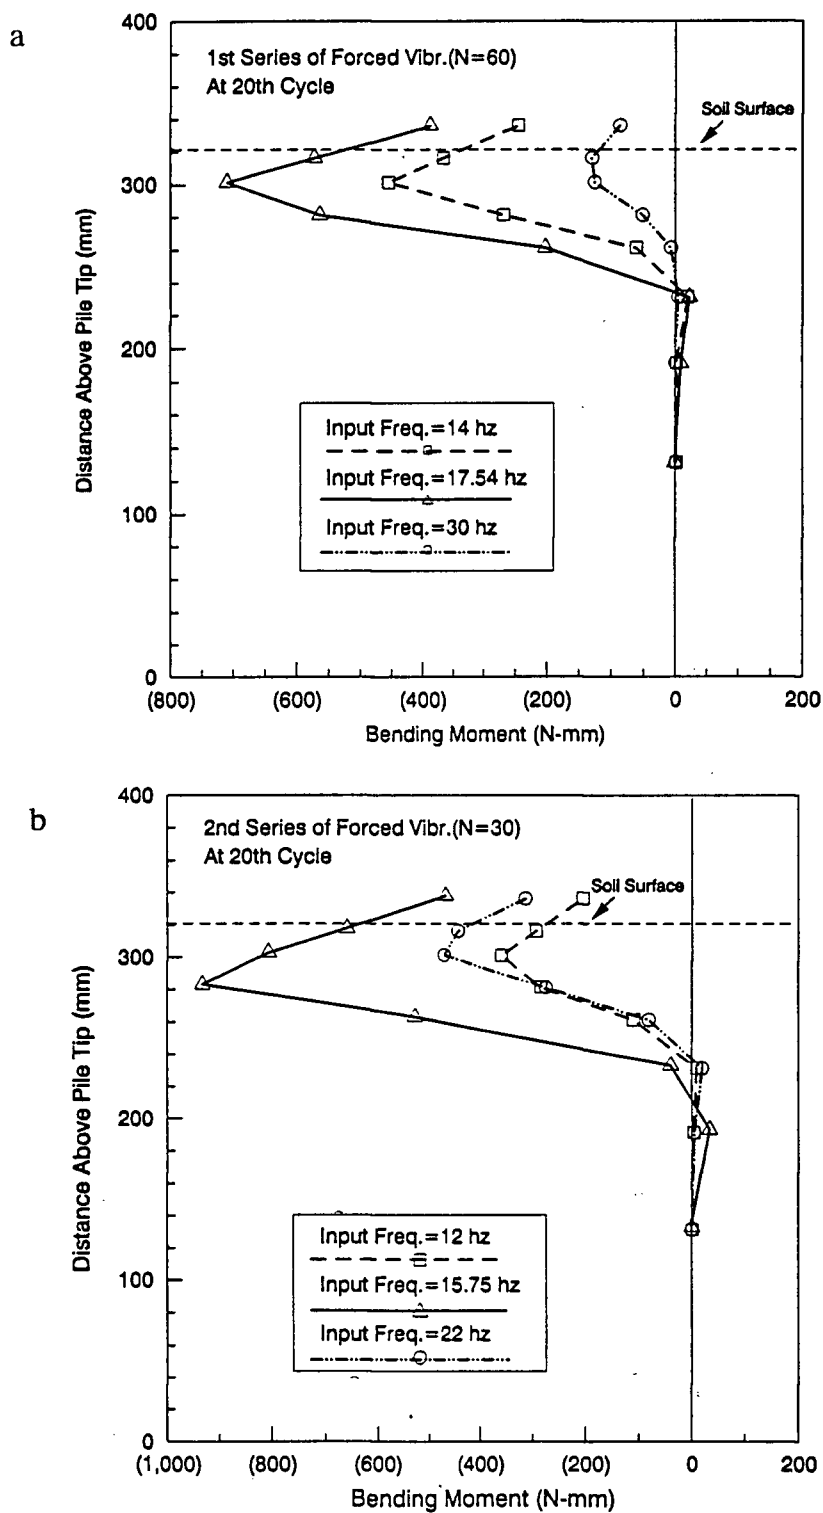 a
400
1st Series of Forced Vibr.(N=60)
At 20th Cycle
Soil Surface
300
Distance Above Pile Tip (mm)
200
Input Freq.=14 hz
Input Freq.=17.54 hz
100
Input Freq.=30 hz
0
(800) (600) (400) (200) 0 200
Bending Moment (N-mm)
b
400
2nd Series of Forced Vibr.(N=30)
At 20th Cycle
Soil Surface
300
Distance Above Pile Tip (mm)
200
Input Freq.=12 hz
100
Input Freq.=15.75 hz
Input Freq.=22 hz
0
(1,000) (800) (600) (400) (200) 0 200
Bending Moment (N-mm)